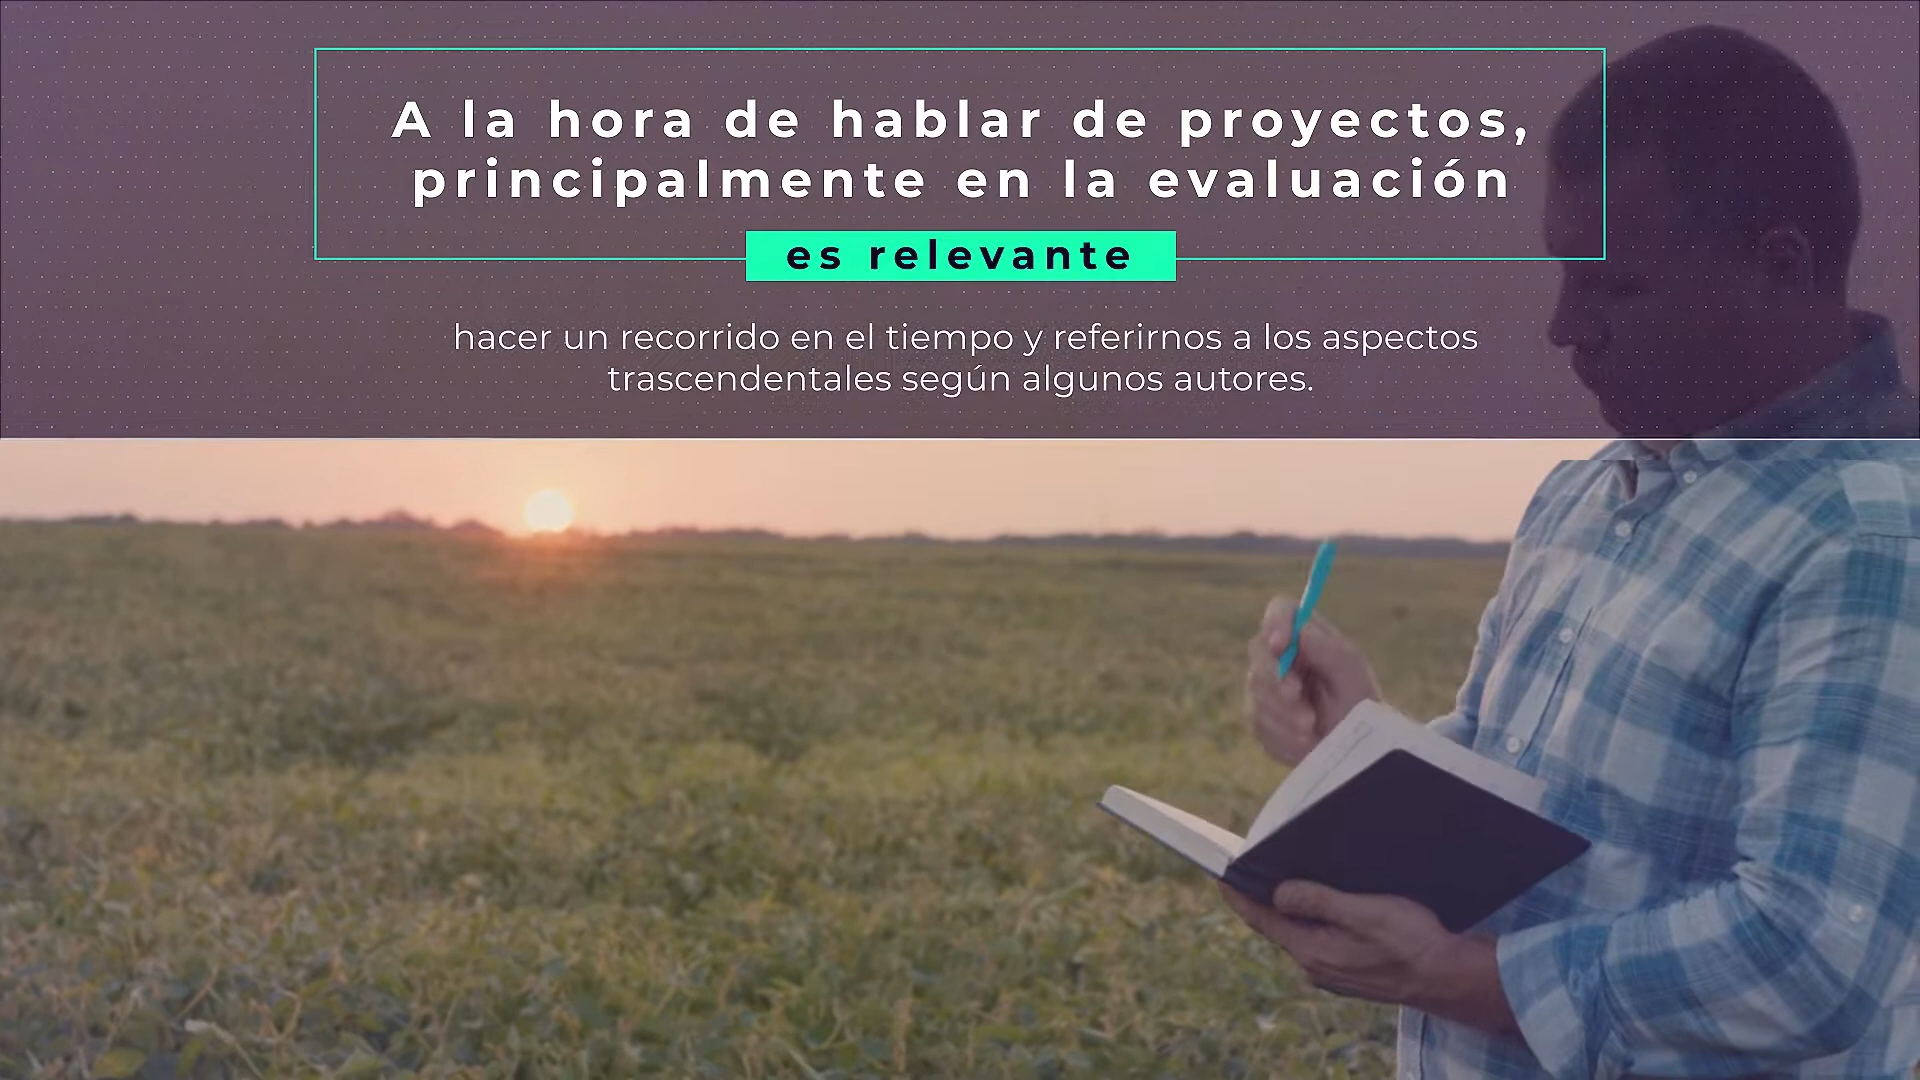 A la hora de hablar de proyectos,
principalmente en la evaluación
es relevante
hacer un recorrido en el tiempo y referirnos a los aspectos
trascendentales según algunos autores.